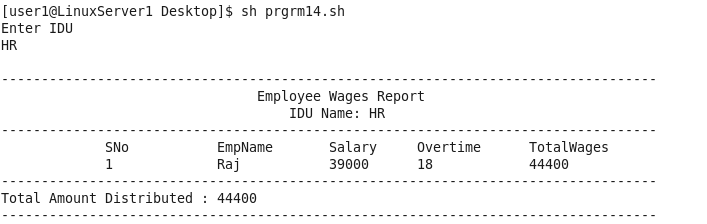 [user1@LinuxServer1 Desktop]$ sh prgrm14.sh
Enter IDU
HR
----------------------------------------------------------------------------------
Employee Wages Report
IDU Name: HR
----------------------------------------------------------------------------------
SNo EmpName Salary Overtime TotalWages
1 Raj 39000 18 44400
----------------------------------------------------------------------------------
Total Amount Distributed : 44400
----------------------------------------------------------------------------------